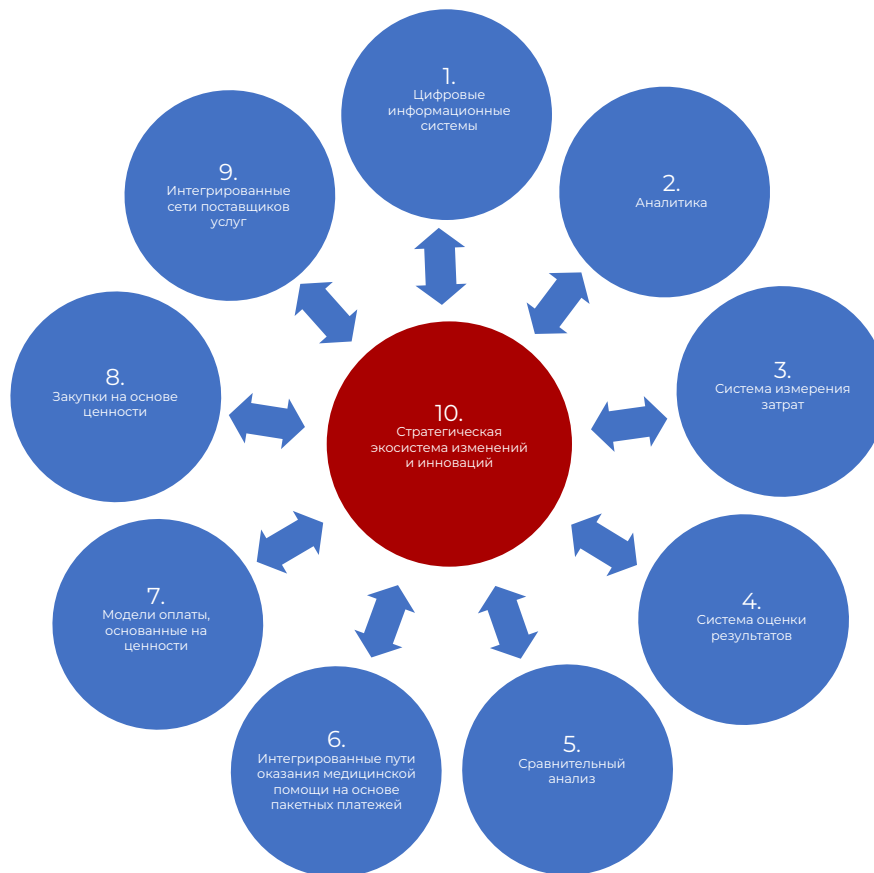 1.
Цифровые
информационные
системы
2.
Аналитика
3.
Система измерения
затрат
4.
Система оценки
результатов
5.
Сравнительный
анализ
6.
Интегрированные пути
оказания медицинской
помощи на основе
пакетных платежей
7.
Модели оплаты,
основанные на
ценности
8.
Закупки на основе
ценности
9.
Интегрированные
сети поставщиков
услуг
10.
Стратегическая
экосистема изменений
и инноваций